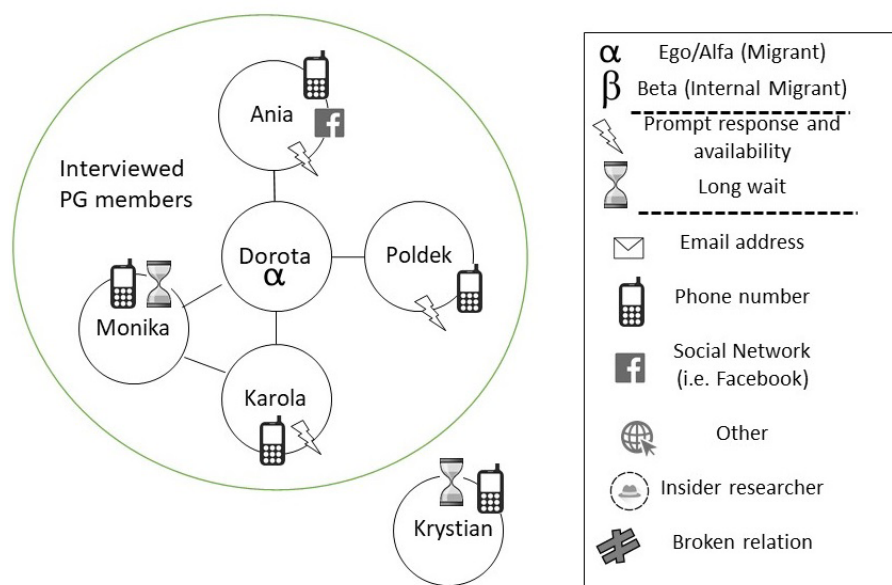 Ania
Interviewed
PG members
Dorota
α
Poldek
Monika
Karola
Krystian
α Ego/Alfa (Migrant)
β Beta (Internal Migrant)
Prompt response and
availability
Long wait
Email address
Phone number
Social Network
(i.e. Facebook)
Other
Insider researcher
Broken relation